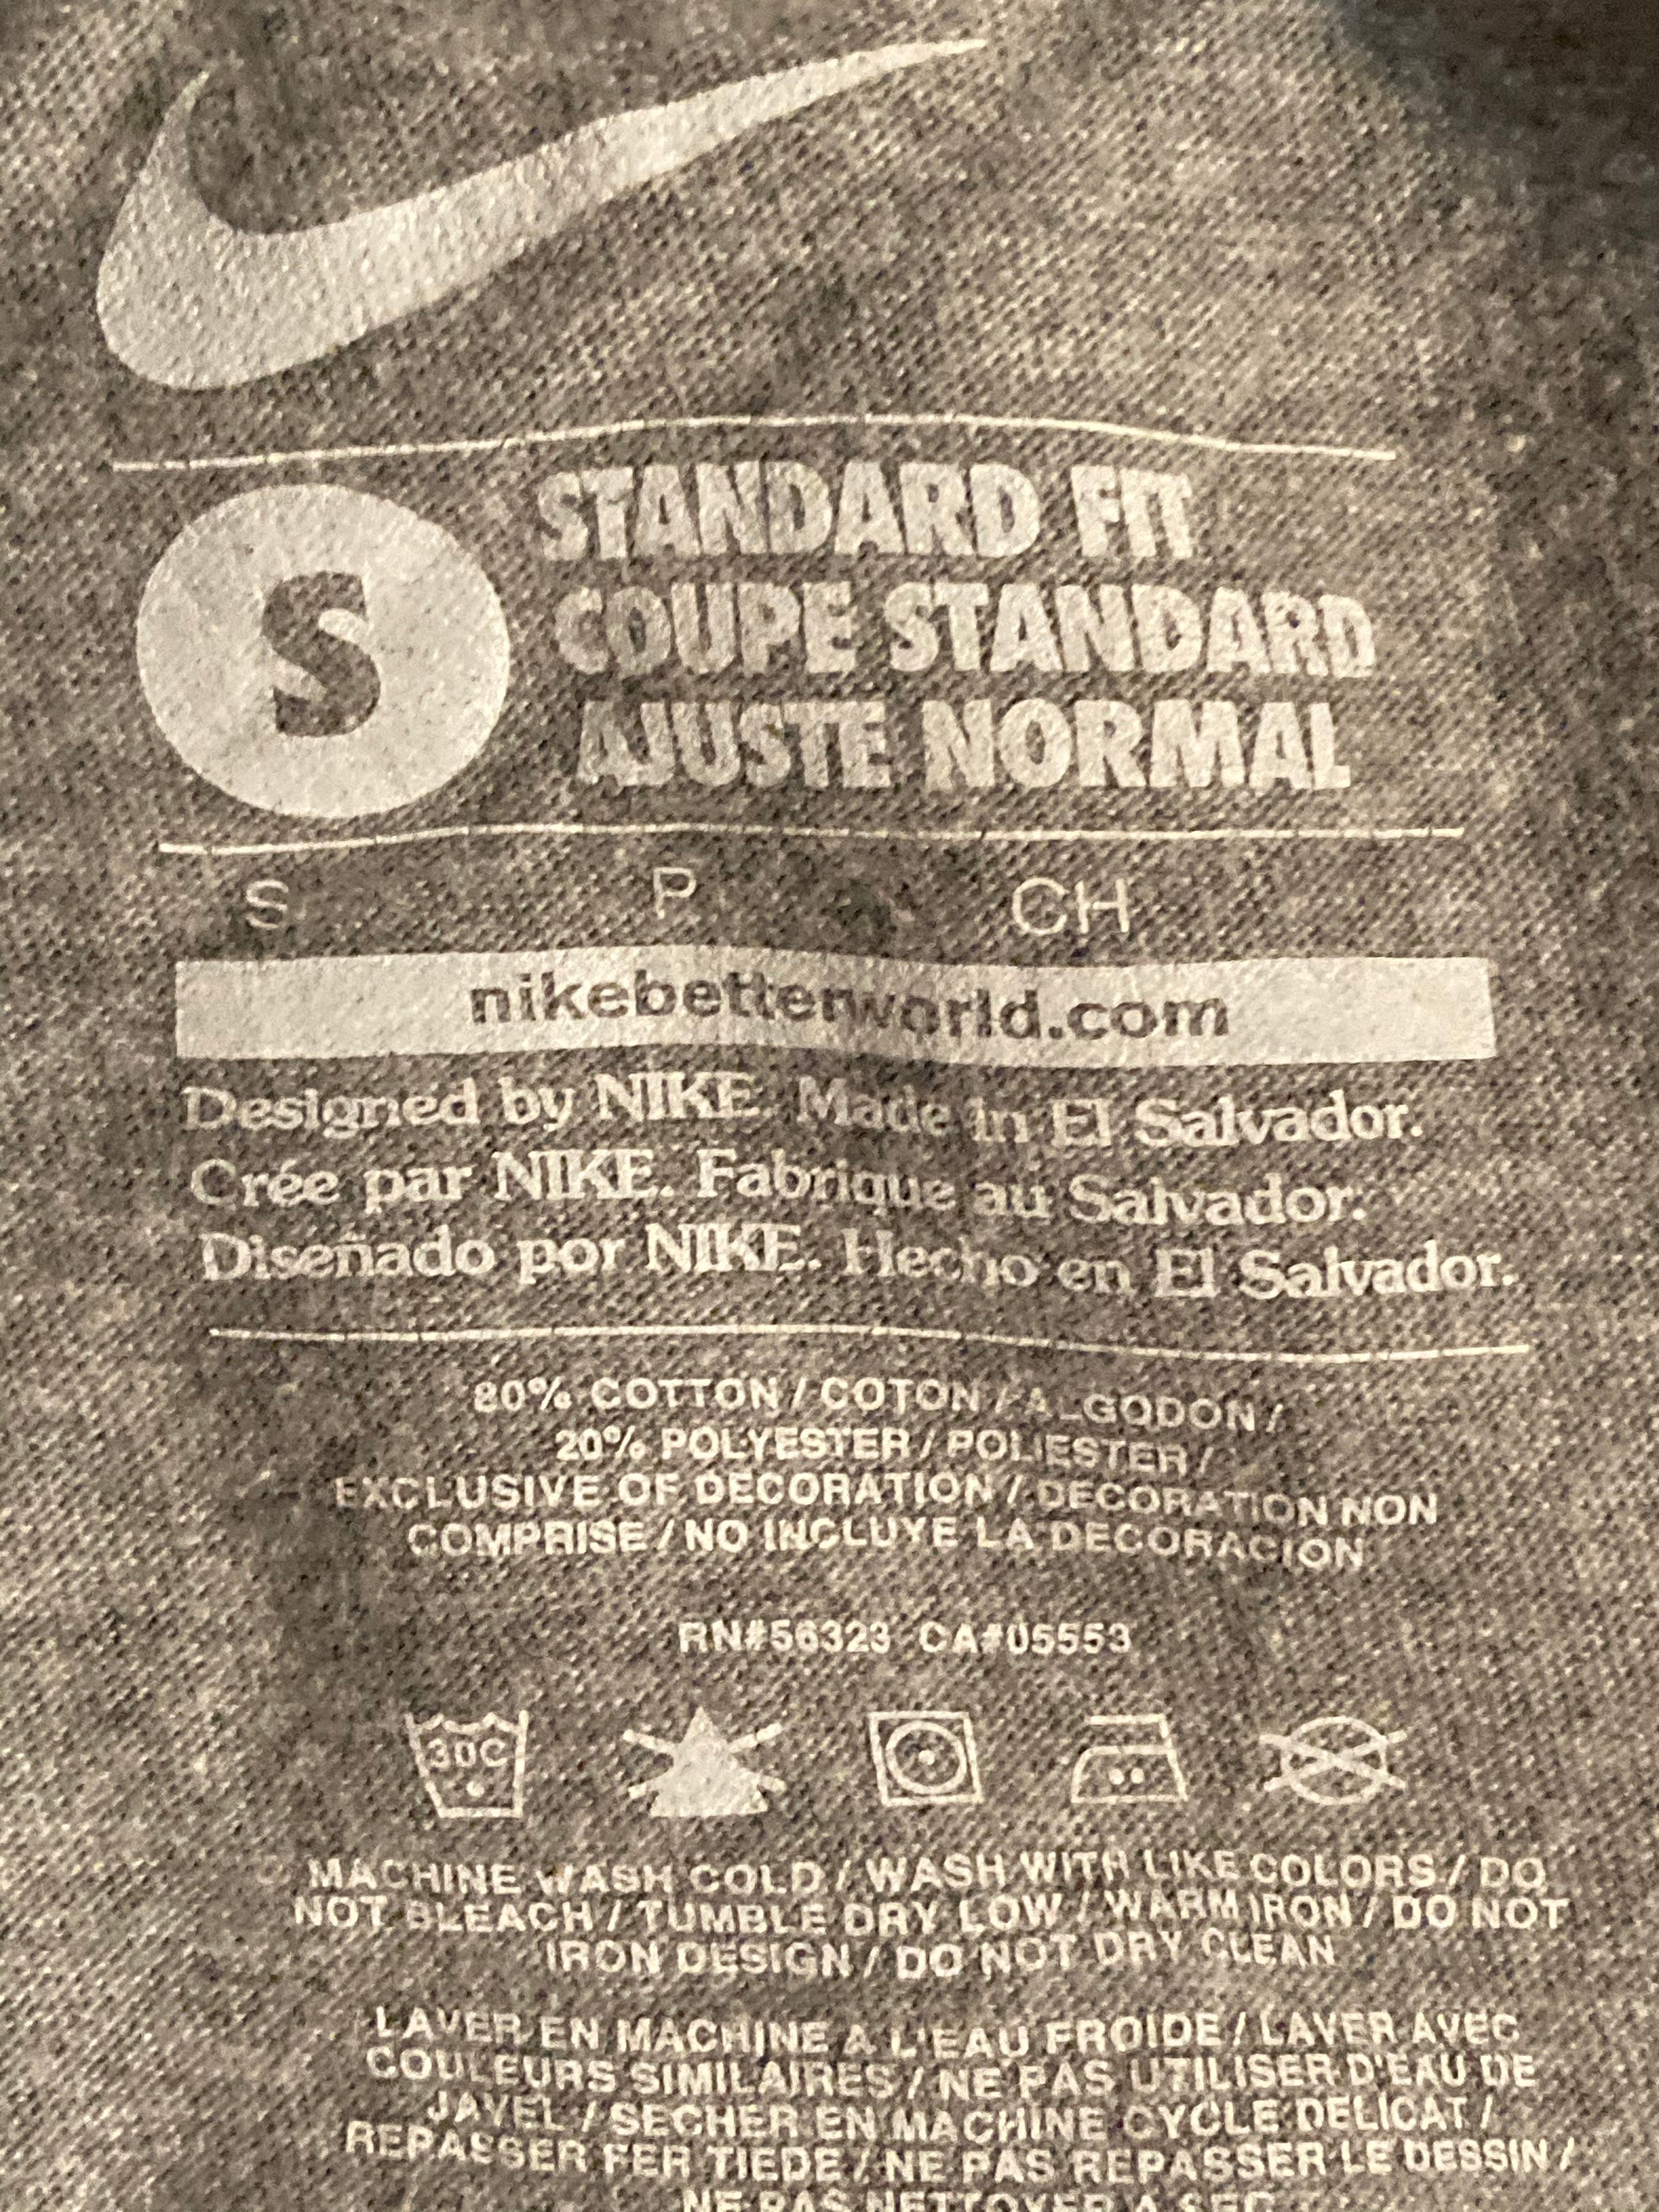 S
STANDARD FIT
COUPE STANDARD
AJUSTE NORMAL
S P CH
nikebetterworld.com
Designed by NIKE. Made in El Salvador.
Crée par NIKE. Fabrique au Salvador.
Diseñado por NIKE. Hecho en El Salvador.
80% COTTON / COTON / ALGODON /
20% POLYESTER / POLIESTER /
EXCLUSIVE OF DECORATION / DECORATION NON
COMPRISE / NO INCLUYE LA DECORACION
RN#56323 CA#05553
30C
MACHINE WASH COLD / WASH WITH LIKE COLORS / DO
NOT BLEACH / TUMBLE DRY LOW / WARM IRON / DO NOT
IRON DESIGN / DO NOT DRY CLEAN
LAVER EN MACHINE A L'EAU FROIDE / LAVER AVEC
COULEURS SIMILAIRES / NE PAS UTILISER D'EAU DE
JAVEL / SECHER EN MACHINE CYCLE DELICAT /
REPASSER FER TIEDE / NE PAS REPASSER LE DESSIN /
NE PAS NETTOYER A SEC